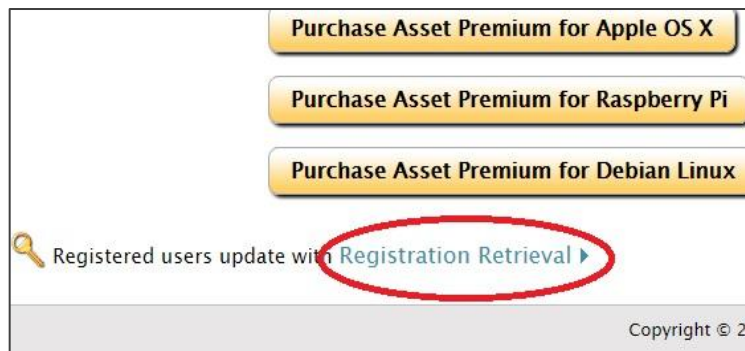 Purchase Asset Premium for Apple OS X
Purchase Asset Premium for Raspberry Pi
Purchase Asset Premium for Debian Linux
Registered users update with Registration Retrieval
Copyright © 2